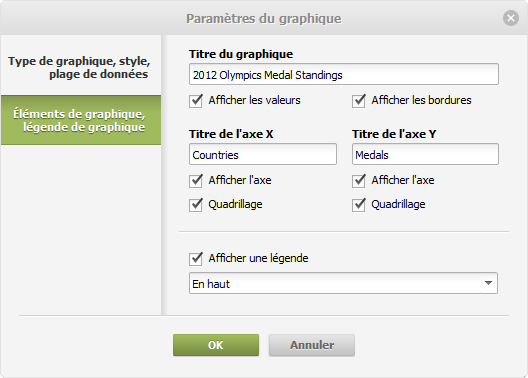 Paramètres du graphique
Type de graphique, style,
plage de données
Éléments de graphique,
légende de graphique
Titre du graphique
2012 Olympics Medal Standings
Afficher les valeurs
Afficher les bordures
Titre de l'axe X
Titre de l'axe Y
Countries
Medals
Afficher l'axe
Afficher l'axe
Quadrillage
Quadrillage
Afficher une légende
En haut
OK
Annuler